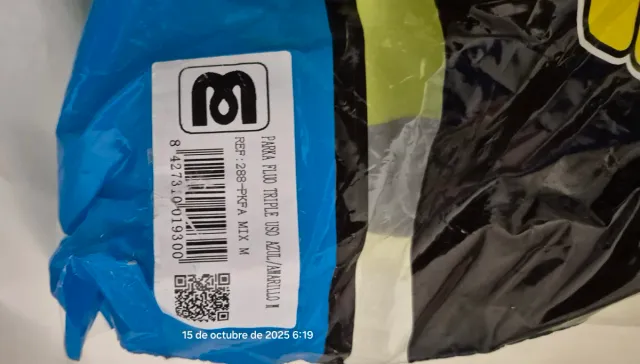 PARKA FLUO TRIPLE USO AZUL/AMARILLO M
REF:288-PKFA MIX M
8 427310 019300
15 de octubre de 2025 6:19